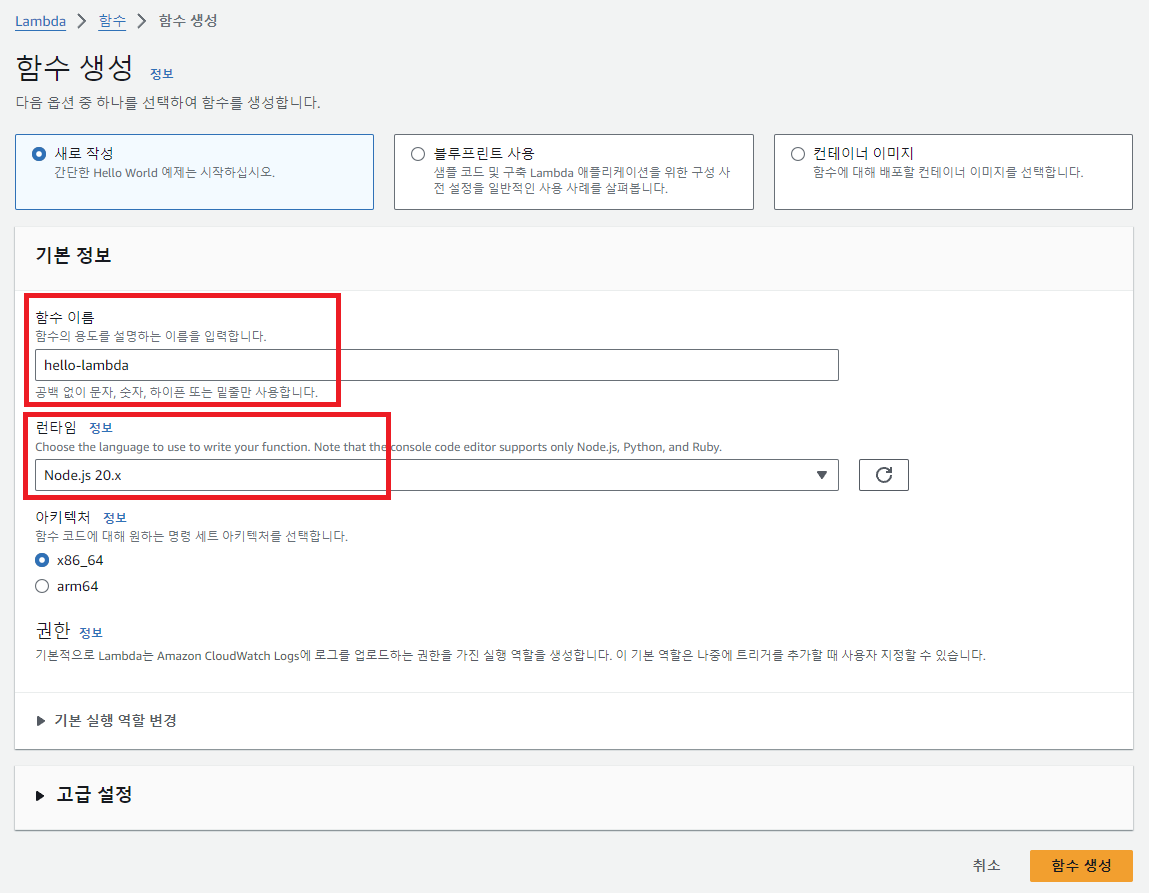 Lambda > 함수 > 함수 생성
함수 생성 정보
다음 옵션 중 하나를 선택하여 함수를 생성합니다.
새로 작성
간단한 Hello World 예제는 시작하십시오.
블루프린트 사용
샘플 코드 및 구축 Lambda 애플리케이션을 위한 구성 사
전 설정을 일반적인 사용 사례를 살펴봅니다.
컨테이너 이미지
함수에 대해 배포할 컨테이너 이미지를 선택합니다.
기본 정보
함수 이름
함수의 용도를 설명하는 이름을 입력합니다.
hello-lambda
공백 없이 문자, 숫자, 하이픈 또는 밑줄만 사용합니다.
런타임 정보
Choose the language to use to write your function. Note that the console code editor supports only Node.js, Python, and Ruby.
Node.js 20.x
아키텍처 정보
함수 코드에 대해 원하는 명령 세트 아키텍처를 선택합니다.
x86_64
arm64
권한 정보
기본적으로 Lambda는 Amazon CloudWatch Logs에 로그를 업로드하는 권한을 가진 실행 역할을 생성합니다. 이 기본 역할은 나중에 트리거를 추가할 때 사용자 지정할 수 있습니다.
기본 실행 역할 변경
고급 설정
취소 함수 생성